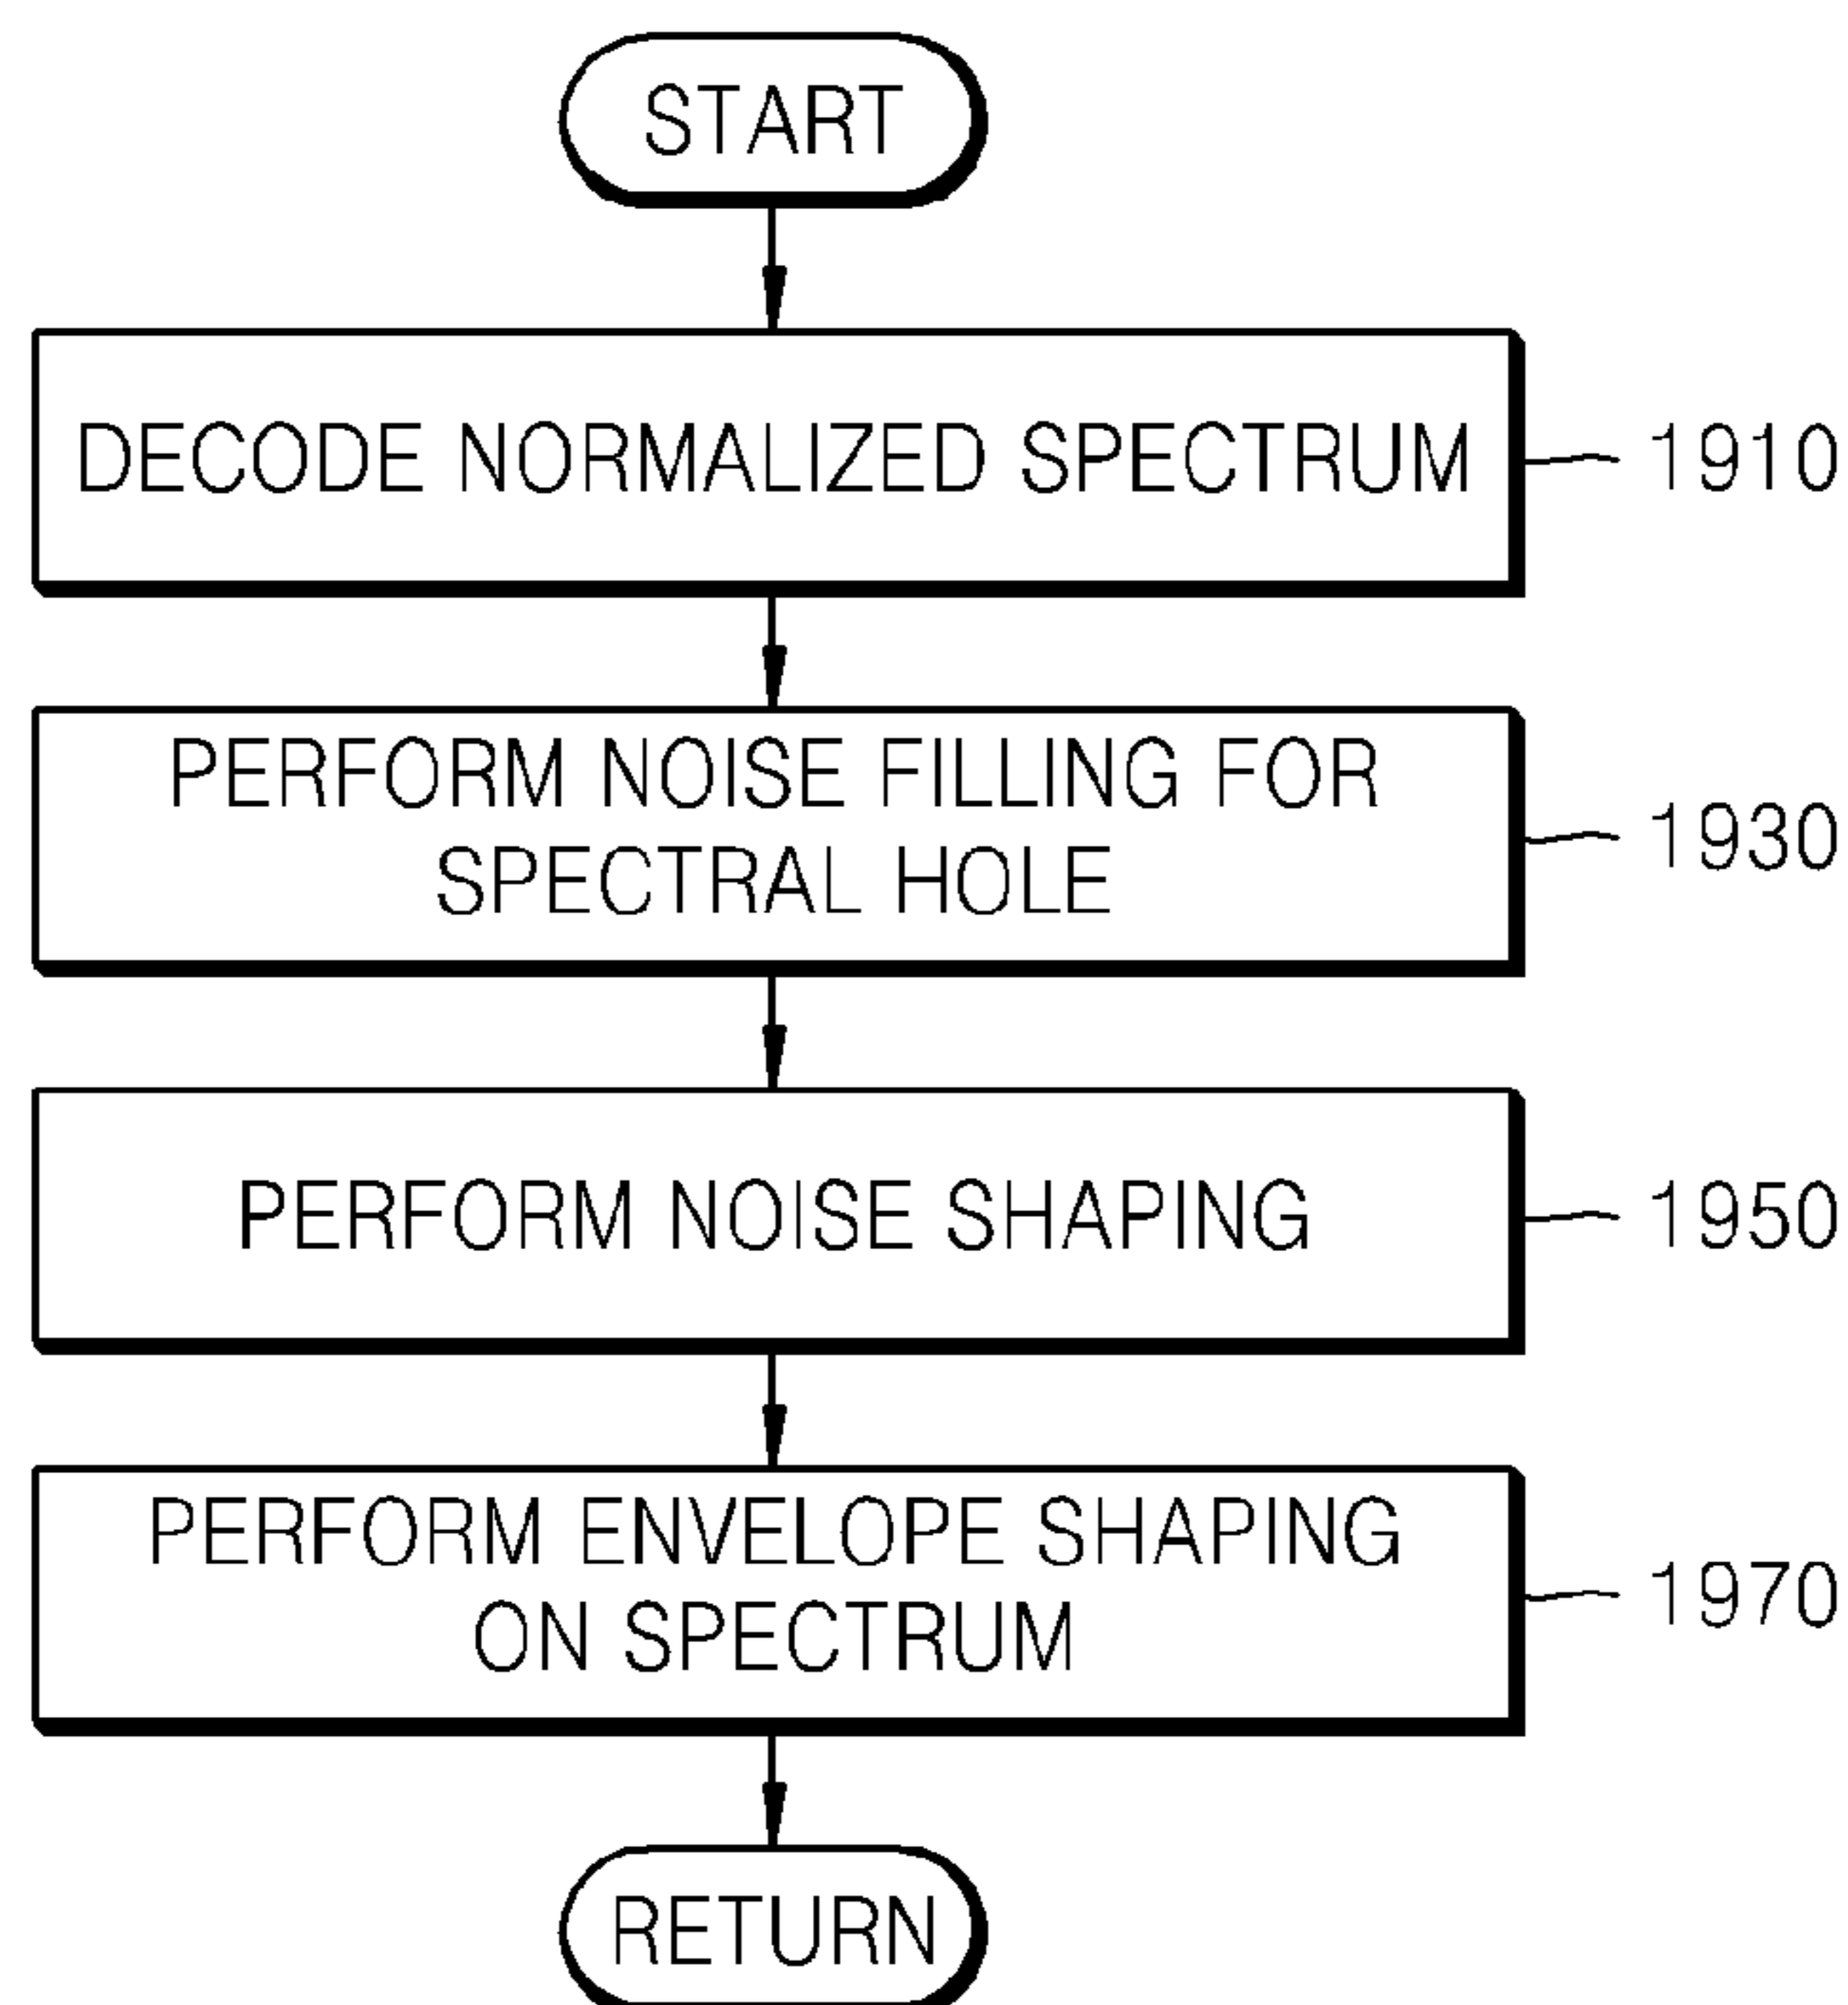 START
DECODE NORMALIZED SPECTRUM
1910
PERFORM NOISE FILLING FOR
SPECTRAL HOLE
1930
PERFORM NOISE SHAPING
1950
PERFORM ENVELOPE SHAPING
ON SPECTRUM
1970
RETURN